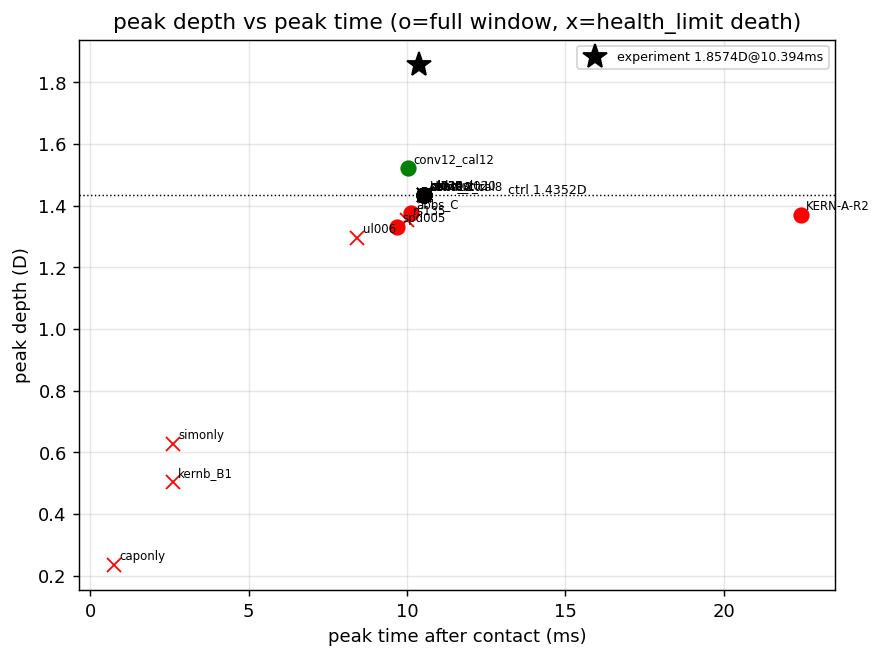 peak depth vs peak time (o=full window, x=health_limit death)
experiment 1.8574D@10.394ms
conv12_cal12
ctrl 1.4352D
KERN-A-R2
spd005
ul006
simonly
kernb_B1
caponly
peak depth (D)
1.8
1.6
1.4
1.2
1.0
0.8
0.6
0.4
0.2
0
5
10
15
20
peak time after contact (ms)